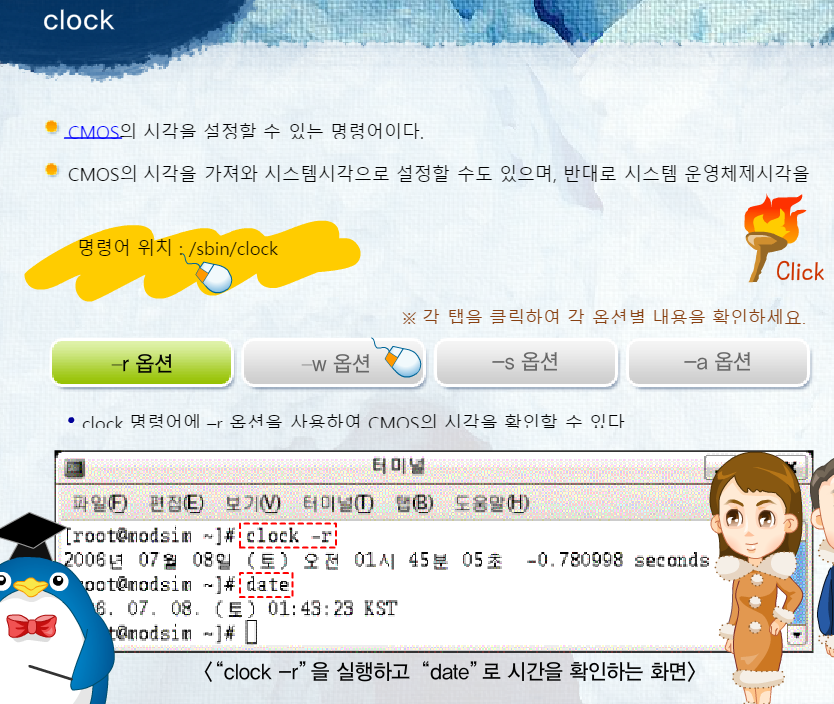 clock
CMOS의 시각을 설정할 수 있는 명령어이다.
CMOS의 시각을 가져와 시스템시각으로 설정할 수도 있으며, 반대로 시스템 운영체제시각을
명령어 위치 : /sbin/clock
Click
※ 각 탭을 클릭하여 각 옵션별 내용을 확인하세요.
–r 옵션 –w 옵션 –s 옵션 –a 옵션
• clock 명령어에 –r 옵션을 사용하여 CMOS의 시각을 확인할 수 있다
터미널
파일(F) 편집(E) 보기(V) 터미널(T) 탭(B) 도움말(H)
[root@modsim ~]# clock –r
2006년 07월 08일 (토) 오전 01시 45분 05초 -0.780998 seconds
root@modsim ~]# date
06. 07. 08. (토) 01:43:23 KST
t@modsim ~]#
〈“clock –r”을 실행하고 “date”로 시간을 확인하는 화면〉